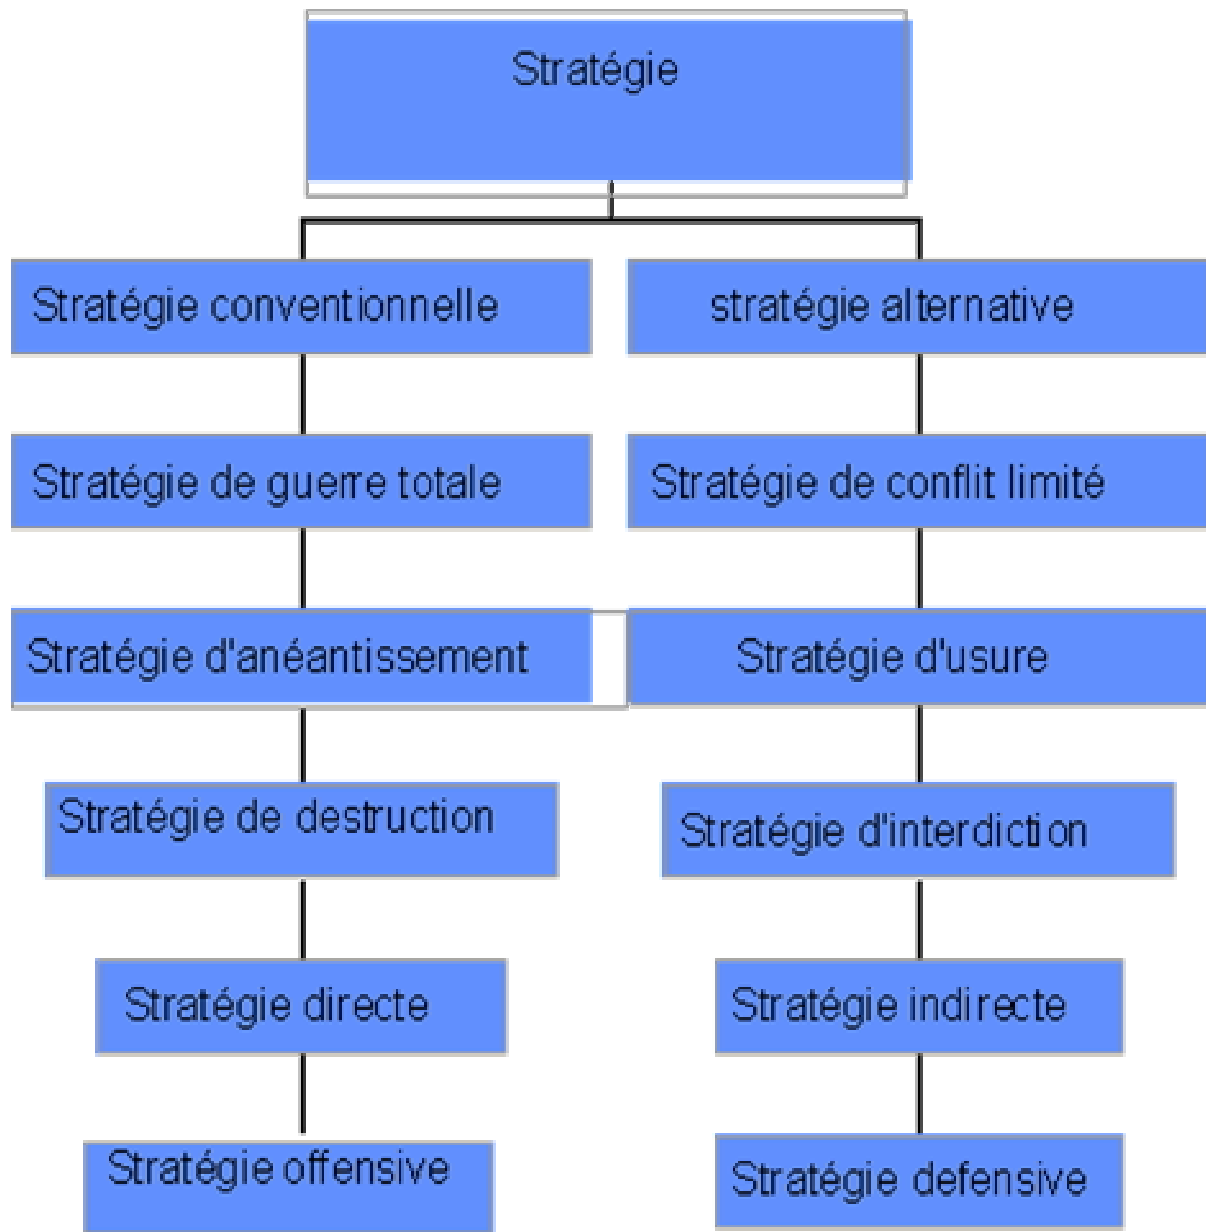 Stratégie
Stratégie conventionnelle
stratégie alternative
Stratégie de guerre totale
Stratégie de conflit limité
Stratégie d'anéantissement
Stratégie d'usure
Stratégie de destruction
Stratégie d'interdiction
Stratégie directe
Stratégie indirecte
Stratégie offensive
Stratégie defensive